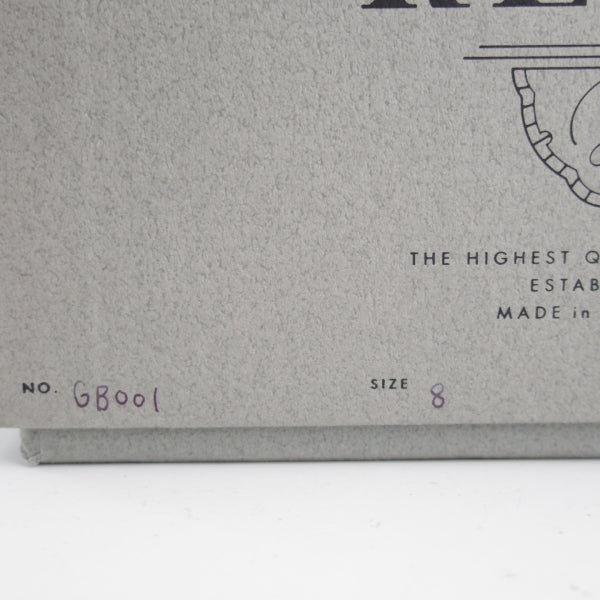 THE HIGHEST Q
ESTAB
MADE in
NO. GB001
SIZE 8